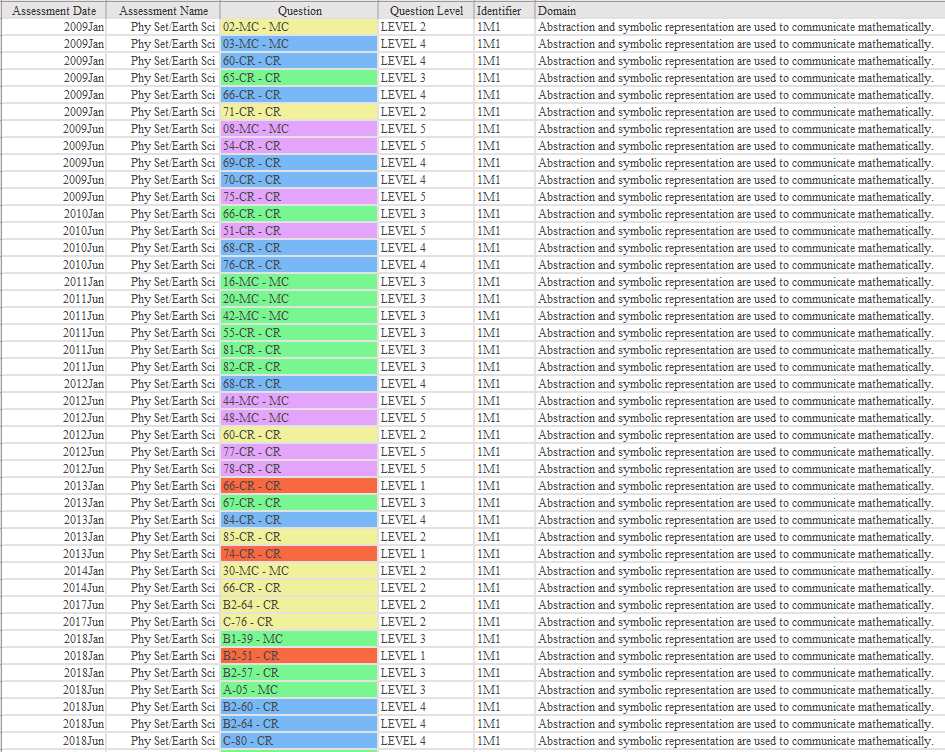 Assessment Date Assessment Name Question Question Level Identifier Domain
2009Jan Phy Set/Earth Sci 02-MC - MC LEVEL 2 1M1 Abstraction and symbolic representation are used to communicate mathematically.
2009Jan Phy Set/Earth Sci 03-MC - MC LEVEL 4 1M1 Abstraction and symbolic representation are used to communicate mathematically.
2009Jan Phy Set/Earth Sci 60-CR - CR LEVEL 4 1M1 Abstraction and symbolic representation are used to communicate mathematically.
2009Jan Phy Set/Earth Sci 65-CR - CR LEVEL 3 1M1 Abstraction and symbolic representation are used to communicate mathematically.
2009Jan Phy Set/Earth Sci 66-CR - CR LEVEL 4 1M1 Abstraction and symbolic representation are used to communicate mathematically.
2009Jan Phy Set/Earth Sci 71-CR - CR LEVEL 2 1M1 Abstraction and symbolic representation are used to communicate mathematically.
2009Jun Phy Set/Earth Sci 08-MC - MC LEVEL 5 1M1 Abstraction and symbolic representation are used to communicate mathematically.
2009Jun Phy Set/Earth Sci 54-CR - CR LEVEL 5 1M1 Abstraction and symbolic representation are used to communicate mathematically.
2009Jun Phy Set/Earth Sci 69-CR - CR LEVEL 4 1M1 Abstraction and symbolic representation are used to communicate mathematically.
2009Jun Phy Set/Earth Sci 70-CR - CR LEVEL 4 1M1 Abstraction and symbolic representation are used to communicate mathematically.
2009Jun Phy Set/Earth Sci 75-CR - CR LEVEL 5 1M1 Abstraction and symbolic representation are used to communicate mathematically.
2010Jan Phy Set/Earth Sci 66-CR - CR LEVEL 3 1M1 Abstraction and symbolic representation are used to communicate mathematically.
2010Jun Phy Set/Earth Sci 51-CR - CR LEVEL 5 1M1 Abstraction and symbolic representation are used to communicate mathematically.
2010Jun Phy Set/Earth Sci 68-CR - CR LEVEL 4 1M1 Abstraction and symbolic representation are used to communicate mathematically.
2010Jun Phy Set/Earth Sci 76-CR - CR LEVEL 4 1M1 Abstraction and symbolic representation are used to communicate mathematically.
2011Jan Phy Set/Earth Sci 16-MC - MC LEVEL 3 1M1 Abstraction and symbolic representation are used to communicate mathematically.
2011Jun Phy Set/Earth Sci 20-MC - MC LEVEL 3 1M1 Abstraction and symbolic representation are used to communicate mathematically.
2011Jun Phy Set/Earth Sci 42-MC - MC LEVEL 3 1M1 Abstraction and symbolic representation are used to communicate mathematically.
2011Jun Phy Set/Earth Sci 55-CR - CR LEVEL 3 1M1 Abstraction and symbolic representation are used to communicate mathematically.
2011Jun Phy Set/Earth Sci 81-CR - CR LEVEL 3 1M1 Abstraction and symbolic representation are used to communicate mathematically.
2011Jun Phy Set/Earth Sci 82-CR - CR LEVEL 3 1M1 Abstraction and symbolic representation are used to communicate mathematically.
2012Jan Phy Set/Earth Sci 68-CR - CR LEVEL 4 1M1 Abstraction and symbolic representation are used to communicate mathematically.
2012Jun Phy Set/Earth Sci 44-MC - MC LEVEL 5 1M1 Abstraction and symbolic representation are used to communicate mathematically.
2012Jun Phy Set/Earth Sci 48-MC - MC LEVEL 5 1M1 Abstraction and symbolic representation are used to communicate mathematically.
2012Jun Phy Set/Earth Sci 60-CR - CR LEVEL 2 1M1 Abstraction and symbolic representation are used to communicate mathematically.
2012Jun Phy Set/Earth Sci 77-CR - CR LEVEL 5 1M1 Abstraction and symbolic representation are used to communicate mathematically.
2012Jun Phy Set/Earth Sci 78-CR - CR LEVEL 5 1M1 Abstraction and symbolic representation are used to communicate mathematically.
2013Jan Phy Set/Earth Sci 66-CR - CR LEVEL 1 1M1 Abstraction and symbolic representation are used to communicate mathematically.
2013Jan Phy Set/Earth Sci 67-CR - CR LEVEL 3 1M1 Abstraction and symbolic representation are used to communicate mathematically.
2013Jan Phy Set/Earth Sci 84-CR - CR LEVEL 4 1M1 Abstraction and symbolic representation are used to communicate mathematically.
2013Jan Phy Set/Earth Sci 85-CR - CR LEVEL 2 1M1 Abstraction and symbolic representation are used to communicate mathematically.
2013Jun Phy Set/Earth Sci 74-CR - CR LEVEL 1 1M1 Abstraction and symbolic representation are used to communicate mathematically.
2014Jan Phy Set/Earth Sci 30-MC - MC LEVEL 2 1M1 Abstraction and symbolic representation are used to communicate mathematically.
2014Jun Phy Set/Earth Sci 66-CR - CR LEVEL 2 1M1 Abstraction and symbolic representation are used to communicate mathematically.
2017Jun Phy Set/Earth Sci B2-64 - CR LEVEL 2 1M1 Abstraction and symbolic representation are used to communicate mathematically.
2017Jun Phy Set/Earth Sci C-76 - CR LEVEL 2 1M1 Abstraction and symbolic representation are used to communicate mathematically.
2018Jan Phy Set/Earth Sci B1-39 - MC LEVEL 3 1M1 Abstraction and symbolic representation are used to communicate mathematically.
2018Jan Phy Set/Earth Sci B2-51 - CR LEVEL 1 1M1 Abstraction and symbolic representation are used to communicate mathematically.
2018Jan Phy Set/Earth Sci B2-57 - CR LEVEL 3 1M1 Abstraction and symbolic representation are used to communicate mathematically.
2018Jun Phy Set/Earth Sci A-05 - MC LEVEL 3 1M1 Abstraction and symbolic representation are used to communicate mathematically.
2018Jun Phy Set/Earth Sci B2-60 - CR LEVEL 4 1M1 Abstraction and symbolic representation are used to communicate mathematically.
2018Jun Phy Set/Earth Sci B2-64 - CR LEVEL 4 1M1 Abstraction and symbolic representation are used to communicate mathematically.
2018Jun Phy Set/Earth Sci C-80 - CR LEVEL 4 1M1 Abstraction and symbolic representation are used to communicate mathematically.